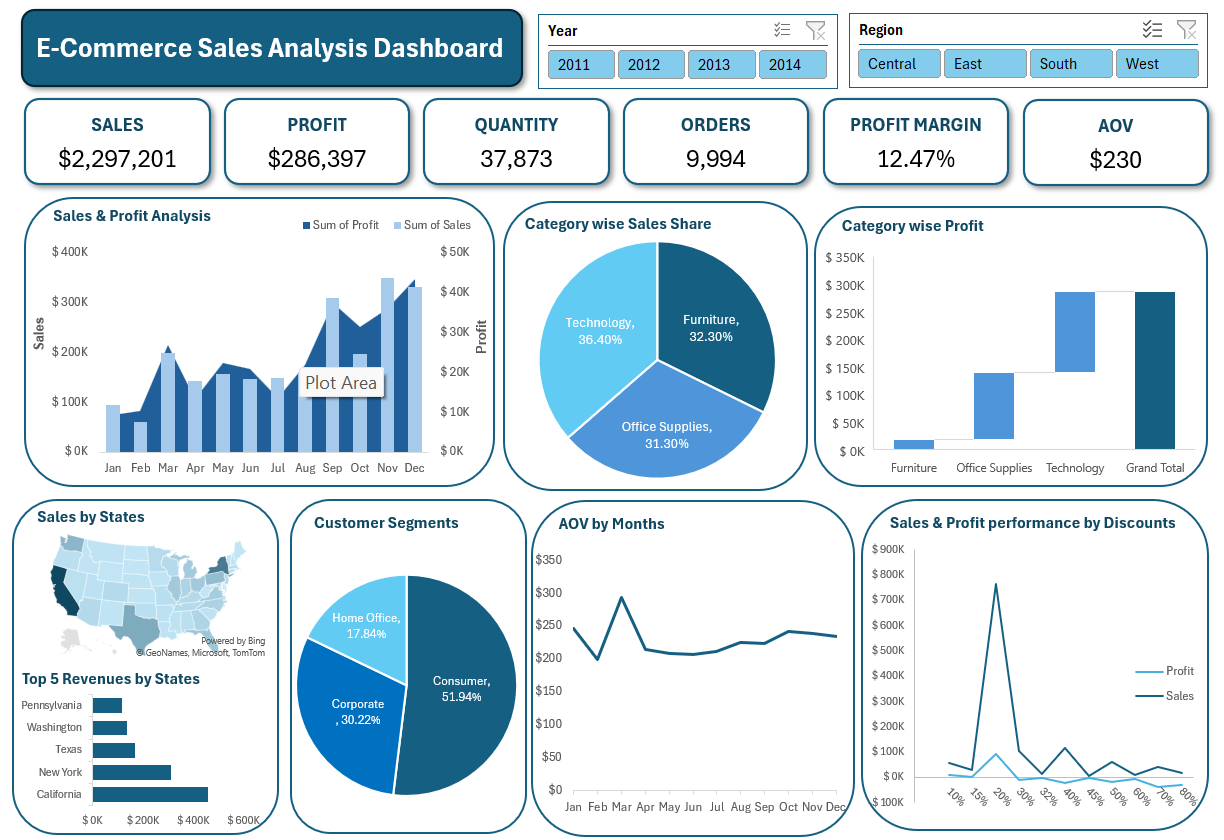 E-Commerce Sales Analysis Dashboard
Year
2011 2012 2013 2014
Region
Central East South West
SALES
$2,297,201
PROFIT
$286,397
QUANTITY
37,873
ORDERS
9,994
PROFIT MARGIN
12.47%
AOV
$230
Sales & Profit Analysis
Sum of Profit Sum of Sales
$ 400K
$ 300K
$ 200K
$ 100K
$ 0K
Sales
$ 50K
$ 40K
$ 30K
$ 20K
$ 10K
$ 0K
Profit
Plot Area
Jan Feb Mar Apr May Jun Jul Aug Sep Oct Nov Dec
Category wise Sales Share
Technology,
36.40%
Furniture,
32.30%
Office Supplies,
31.30%
Category wise Profit
$ 350K
$ 300K
$ 250K
$ 200K
$ 150K
$ 100K
$ 50K
$ 0K
Furniture Office Supplies Technology Grand Total
Sales by States
Powered by Bing
© GeoNames, Microsoft, TomTom
Top 5 Revenues by States
Pennsylvania
Washington
Texas
New York
California
$ 0K $ 200K $ 400K $ 600K
Customer Segments
Home Office,
17.84%
Consumer,
51.94%
Corporate
, 30.22%
AOV by Months
$350
$300
$250
$200
$150
$100
$50
$0
Jan Feb Mar Apr May Jun Jul Aug Sep Oct Nov Dec
Sales & Profit performance by Discounts
$ 900K
$ 800K
$ 700K
$ 600K
$ 500K
$ 400K
$ 300K
$ 200K
$ 100K
$ 0K
$ 100K
Profit
Sales
10% 15% 20% 30% 32% 40% 45% 50% 60% 70% 80%